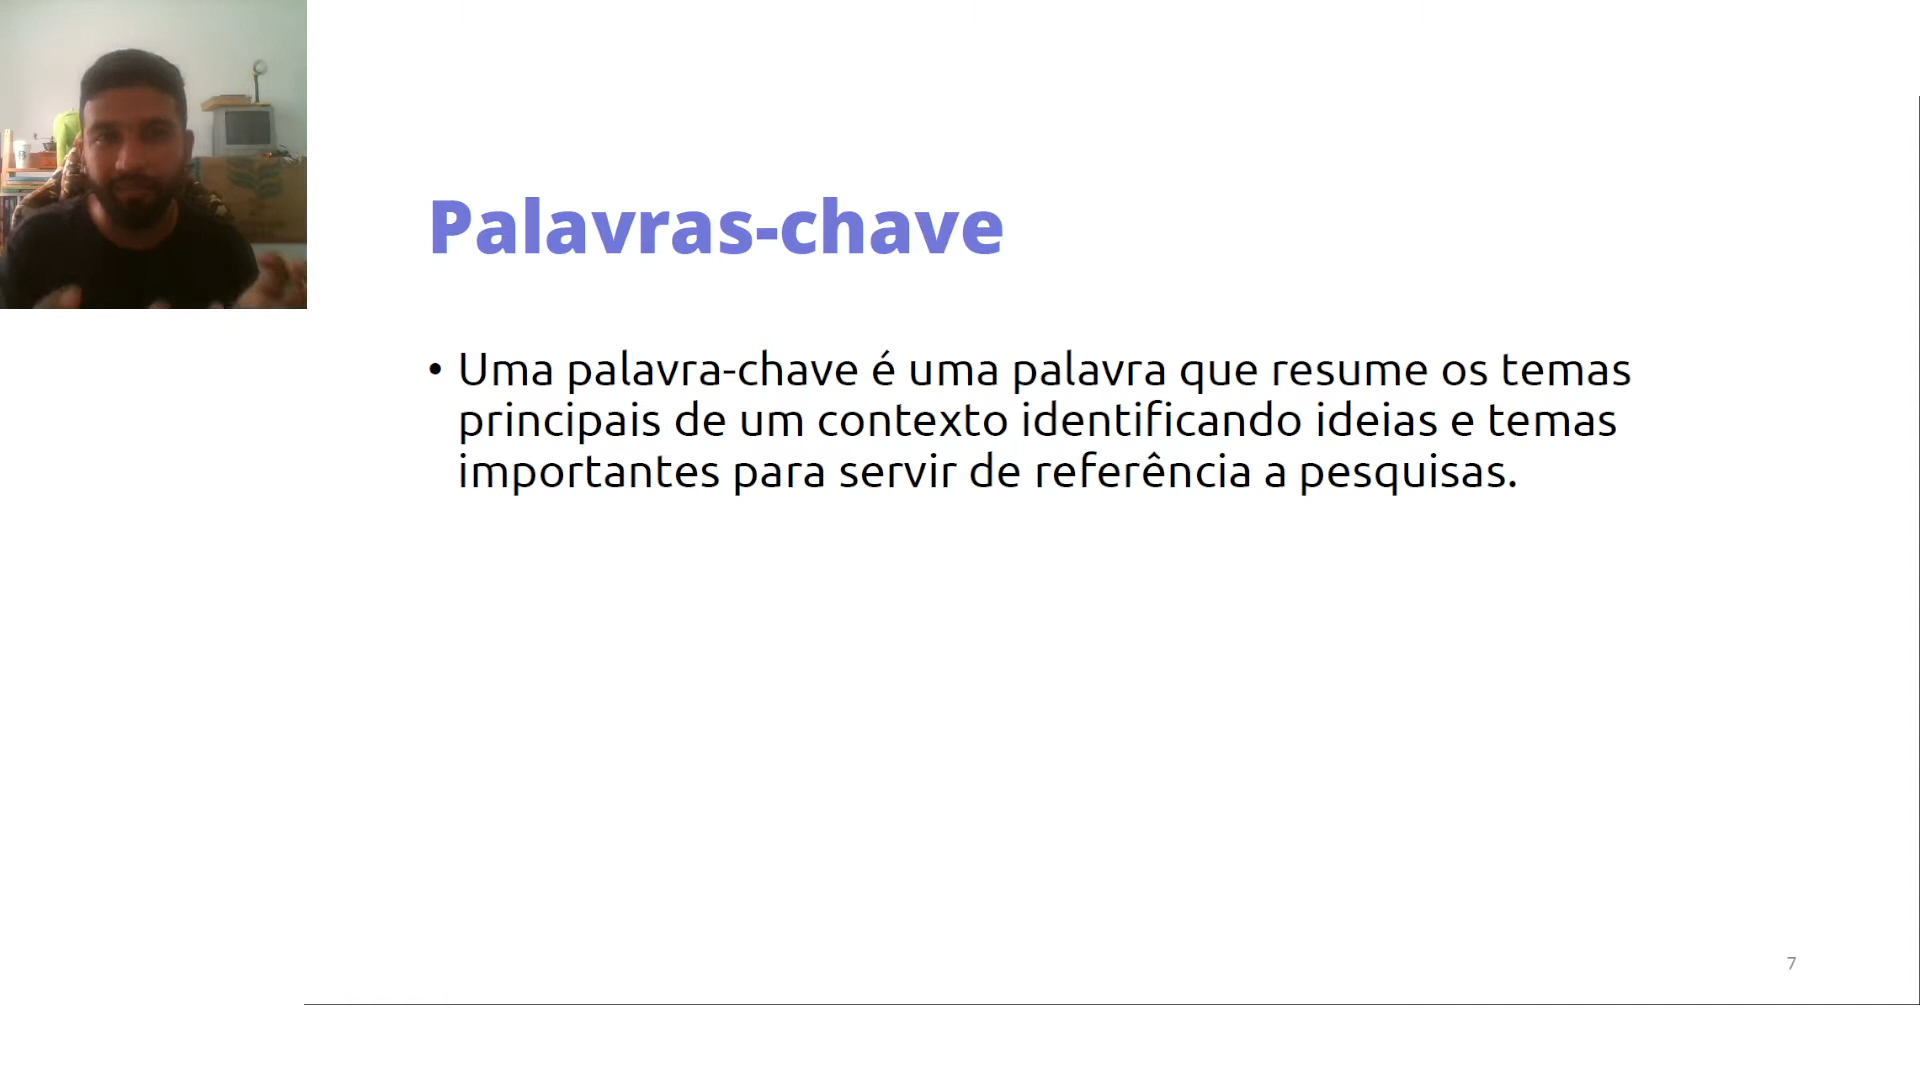 Palavras-chave
• Uma palavra-chave é uma palavra que resume os temas
principais de um contexto identificando ideias e temas
importantes para servir de referência a pesquisas.
7